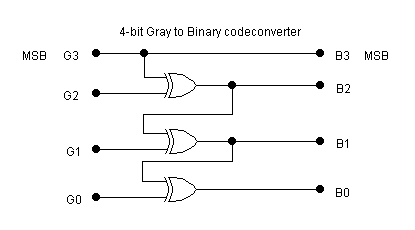 4-bit Gray to Binary codeconverter
MSB G3 B3 MSB
G2 B2
G1 B1
G0 B0